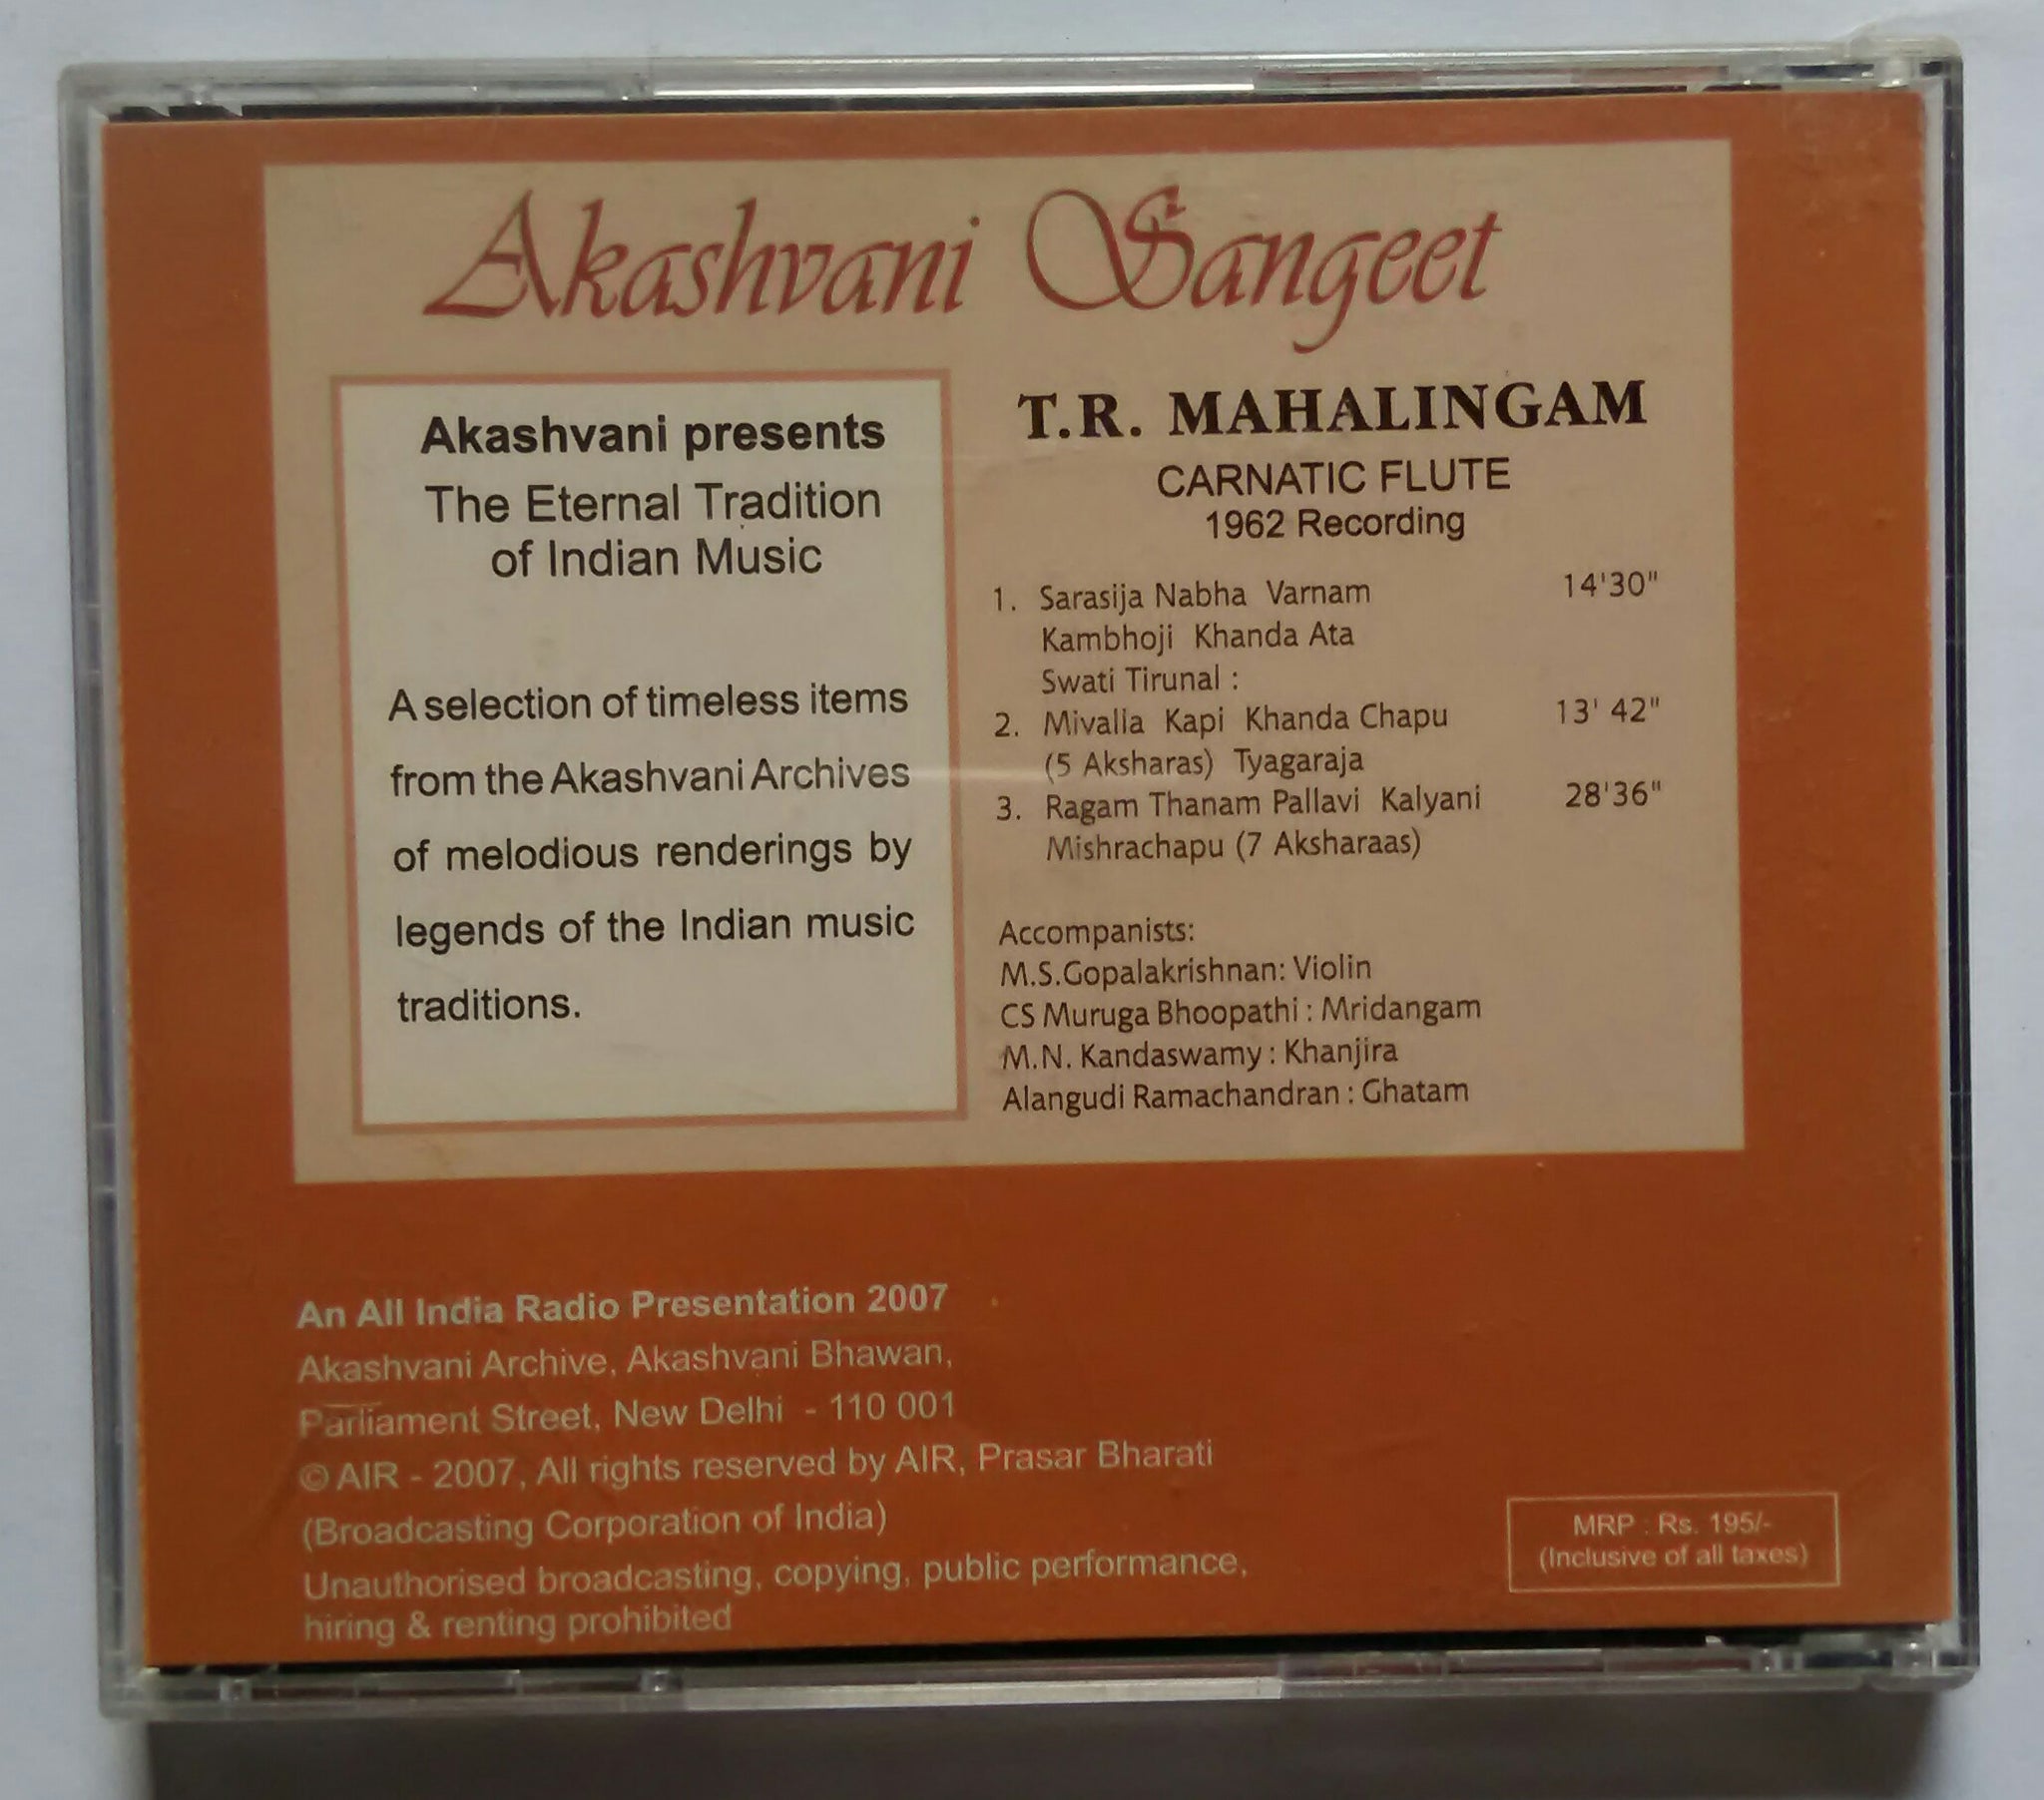 Akashvani Sangeet
Akashvani presents
The Eternal Tradition
of Indian Music
A selection of timeless items
from the Akashvani Archives
of melodious renderings by
legends of the Indian music
traditions.
T.R. MAHALINGAM
CARNATIC FLUTE
1962 Recording
1. Sarasija Nabha Varnam 14'30"
Kambhoji Khanda Ata
Swati Tirunal :
2. Mivalla Kapi Khanda Chapu 13' 42"
(5 Aksharas) Tyagaraja
3. Ragam Thanam Pallavi Kalyani 28'36"
Mishrachapu (7 Aksharaas)
Accompanists:
M.S.Gopalakrishnan: Violin
CS Muruga Bhoopathi : Mridangam
M.N. Kandaswamy : Khanjira
Alangudi Ramachandran : Ghatam
An All India Radio Presentation 2007
Akashvani Archive, Akashvani Bhawan,
Parliament Street, New Delhi - 110 001
© AIR - 2007, All rights reserved by AIR, Prasar Bharati
(Broadcasting Corporation of India)
Unauthorised broadcasting, copying, public performance,
hiring & renting prohibited
MRP : Rs. 195/-
(Inclusive of all taxes)